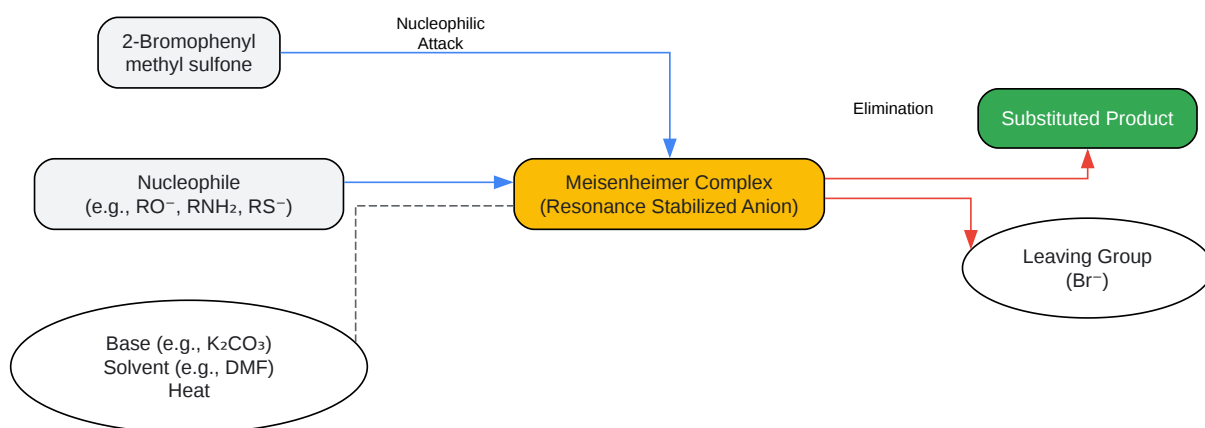 2-Bromophenyl
methyl sulfone
Nucleophilic
Attack
Elimination
Substituted Product
Nucleophile
(e.g., RO⁻, RNH₂, RS⁻)
Meisenheimer Complex
(Resonance Stabilized Anion)
Leaving Group
(Br⁻)
Base (e.g., K₂CO₃)
Solvent (e.g., DMF)
Heat